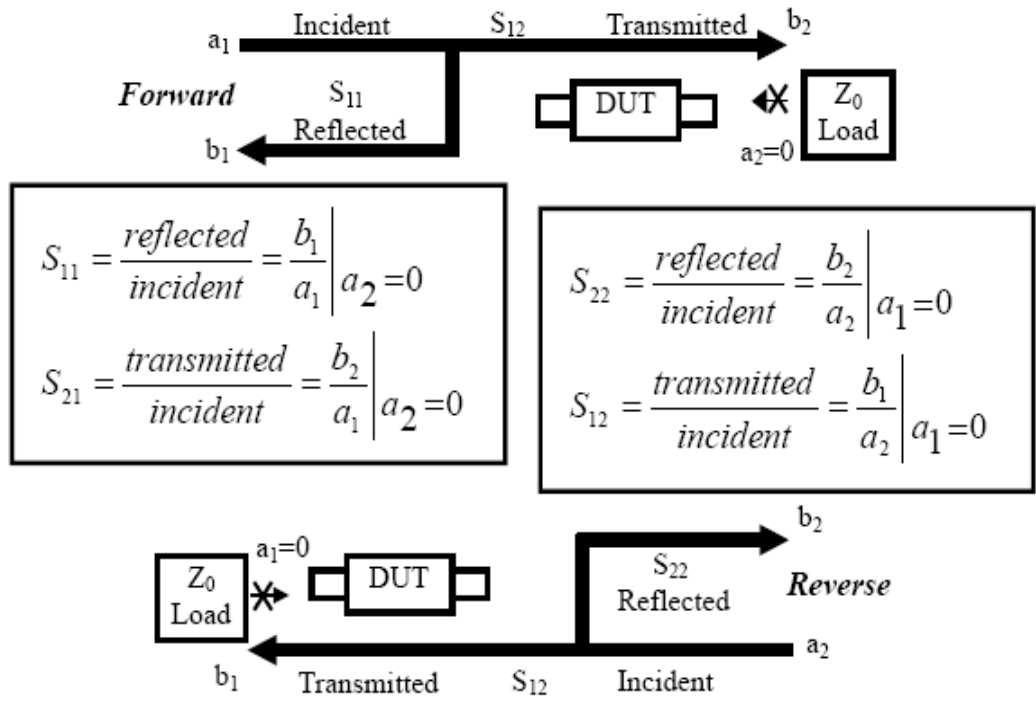 a₁ Incident S₁₂ Transmitted b₂
Forward
S₁₁
Reflected
b₁
DUT
a₂=0
Z₀
Load
S₁₁ = reflected/incident = b₁/a₁ | a₂=0
S₂₁ = transmitted/incident = b₂/a₁ | a₂=0
S₂₂ = reflected/incident = b₂/a₂ | a₁=0
S₁₂ = transmitted/incident = b₁/a₂ | a₁=0
Z₀
Load
a₁=0
DUT
b₂
S₂₂
Reflected
Reverse
b₁ Transmitted S₁₂ Incident a₂